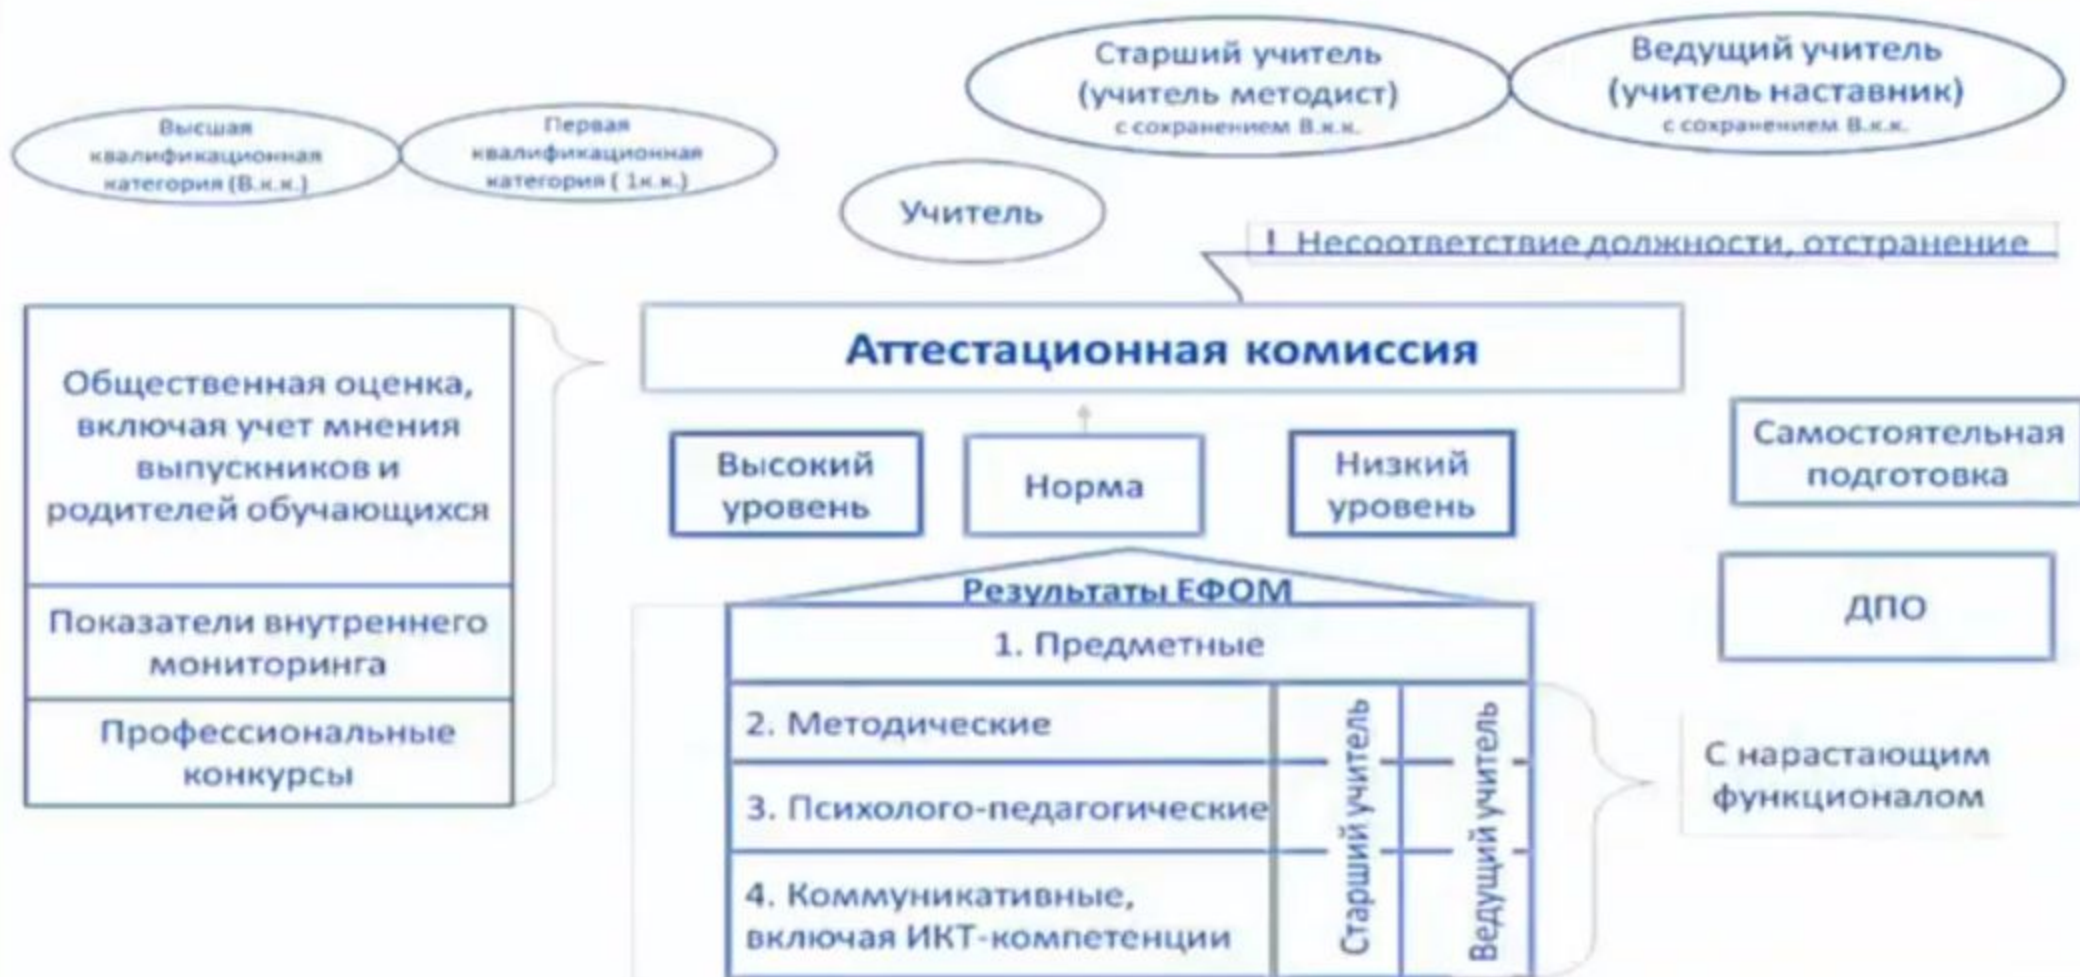 Старший учитель
(учитель методист)
с сохранением В.к.к.
Ведущий учитель
(учитель наставник)
с сохранением В.к.к.
Высшая
квалификационная
категория (В.к.к.)
Первая
квалификационная
категория ( 1к.к.)
Учитель
! Несоответствие должности, отстранение
Аттестационная комиссия
Общественная оценка,
включая учет мнения
выпускников и
родителей обучающихся
Показатели внутреннего
мониторинга
Профессиональные
конкурсы
Высокий
уровень
Норма
Низкий
уровень
Самостоятельная
подготовка
ДПО
Результаты ЕФОМ
1. Предметные
2. Методические
3. Психолого-педагогические
4. Коммуникативные,
включая ИКТ-компетенции
Старший учитель
Ведущий учитель
С нарастающим
функционалом